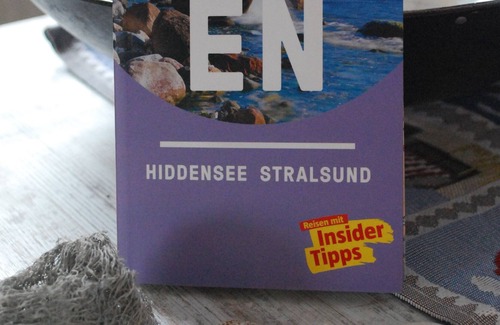 EN
HIDDENSEE STRALSUND
Reisen mit
Insider
Tipps